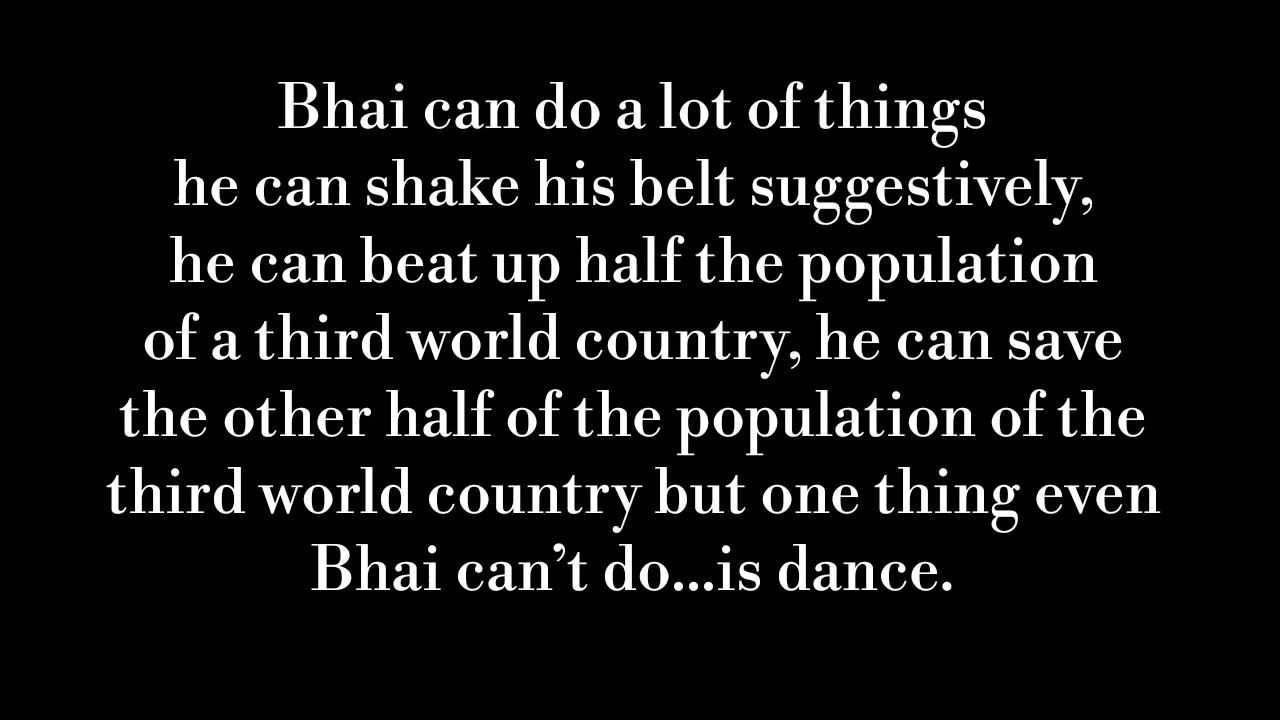 Bhai can do a lot of things
he can shake his belt suggestively,
he can beat up half the population
of a third world country, he can save
the other half of the population of the
third world country but one thing even
Bhai can’t do...is dance.